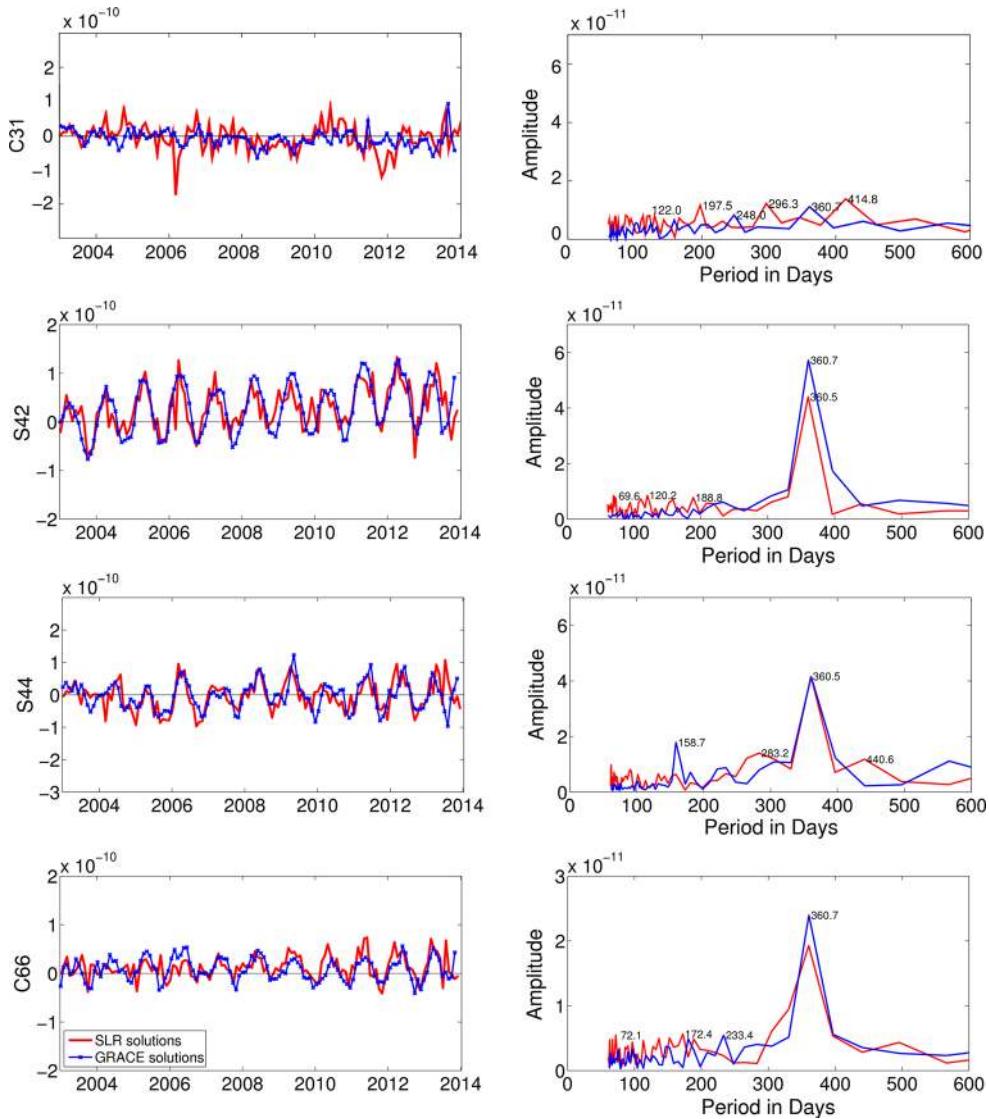 x 10⁻¹⁰
2
1
0
−1
−2
C31
2004 2006 2008 2010 2012 2014
x 10⁻¹¹
6
4
2
0
Amplitude
122.0
197.5
248.0
296.3
360.7
414.8
0 100 200 300 400 500 600
Period in Days
x 10⁻¹⁰
2
1
0
−1
−2
S42
2004 2006 2008 2010 2012 2014
x 10⁻¹¹
6
4
2
0
Amplitude
69.6
120.2
188.8
360.7
360.5
0 100 200 300 400 500 600
Period in Days
x 10⁻¹⁰
2
1
0
−1
−2
−3
S44
2004 2006 2008 2010 2012 2014
x 10⁻¹¹
6
4
2
0
Amplitude
158.7
283.2
360.5
440.6
0 100 200 300 400 500 600
Period in Days
x 10⁻¹⁰
2
1
0
−1
−2
C66
SLR solutions
GRACE solutions
2004 2006 2008 2010 2012 2014
x 10⁻¹¹
3
2
1
0
Amplitude
72.1
172.4
233.4
360.7
0 100 200 300 400 500 600
Period in Days